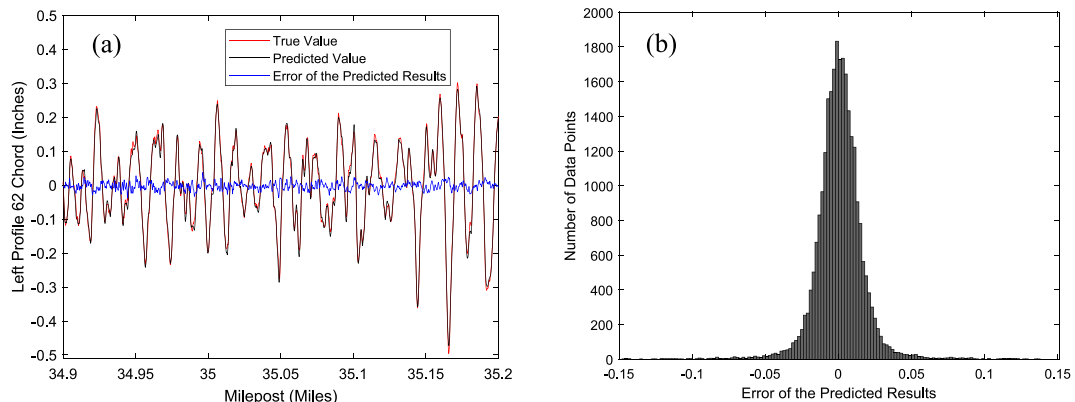 (a)
True Value
Predicted Value
Error of the Predicted Results
0.5
0.4
0.3
0.2
0.1
0
-0.1
-0.2
-0.3
-0.4
-0.5
Left Profile 62 Chord (Inches)
34.9 34.95 35 35.05 35.1 35.15 35.2
Milepost (Miles)
(b)
2000
1800
1600
1400
1200
1000
800
600
400
200
0
Number of Data Points
-0.15 -0.1 -0.05 0 0.05 0.1 0.15
Error of the Predicted Results